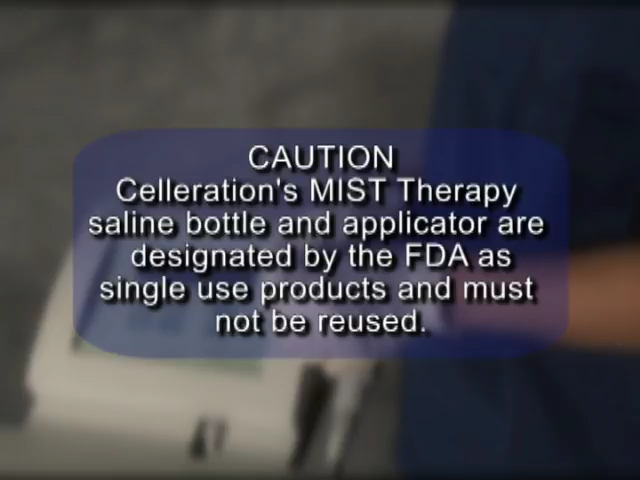 CAUTION
Celleration's MIST Therapy
saline bottle and applicator are
designated by the FDA as
single use products and must
not be reused.